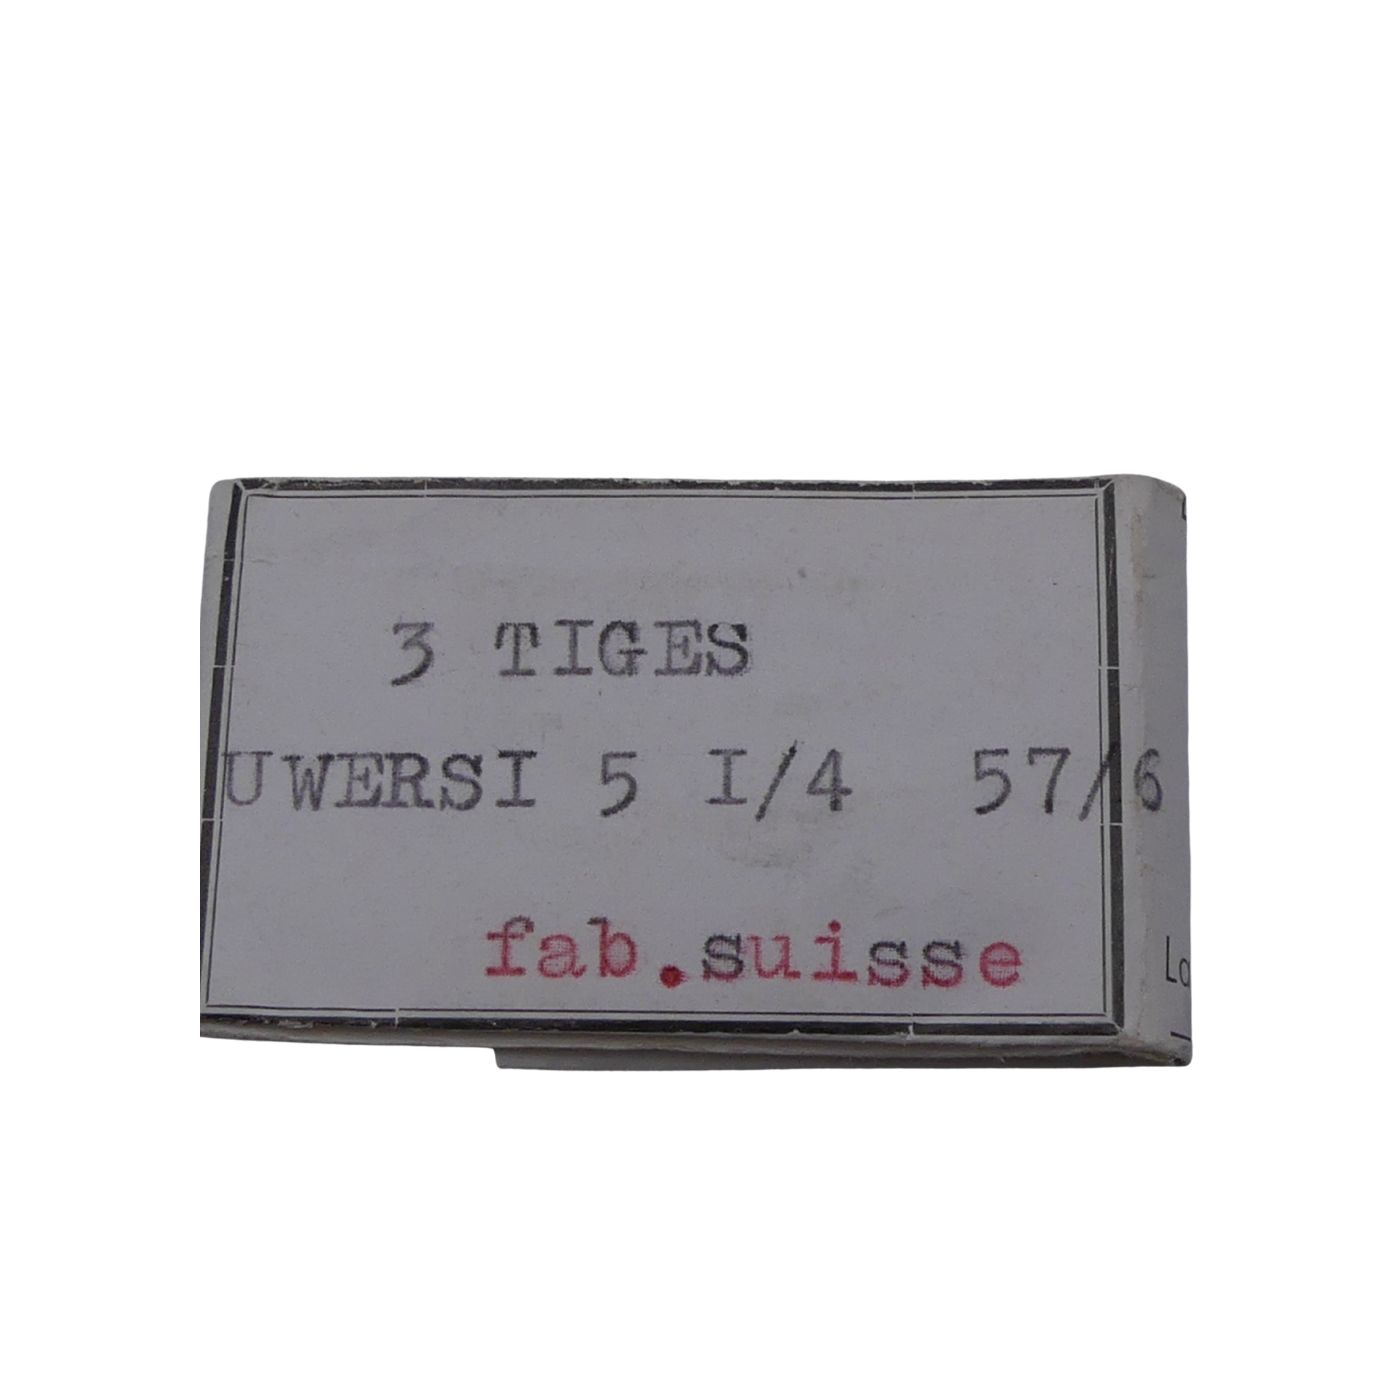 3 TIGES
UWERSI 5 I/4 57/6
fab.suisse